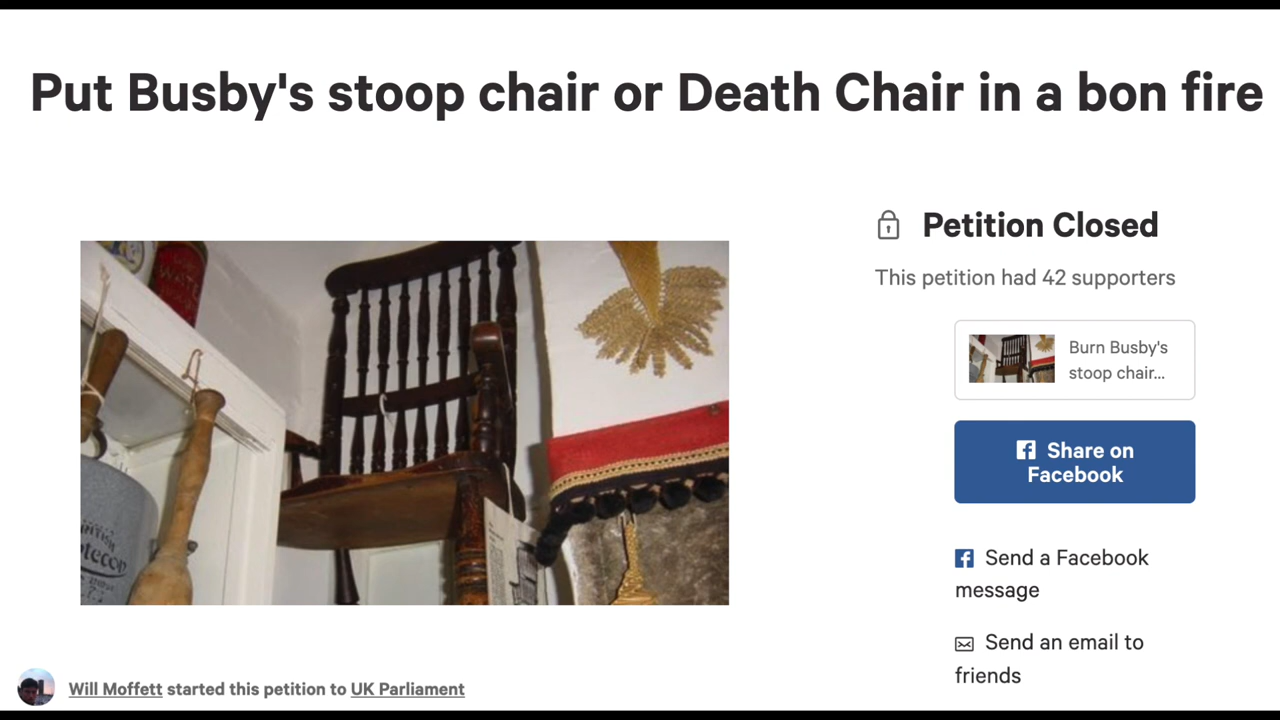 Put Busby's stoop chair or Death Chair in a bon fire
Petition Closed
This petition had 42 supporters
Burn Busby's
stoop chair...
Share on
Facebook
Send a Facebook
message
Send an email to
friends
Will Moffett started this petition to UK Parliament